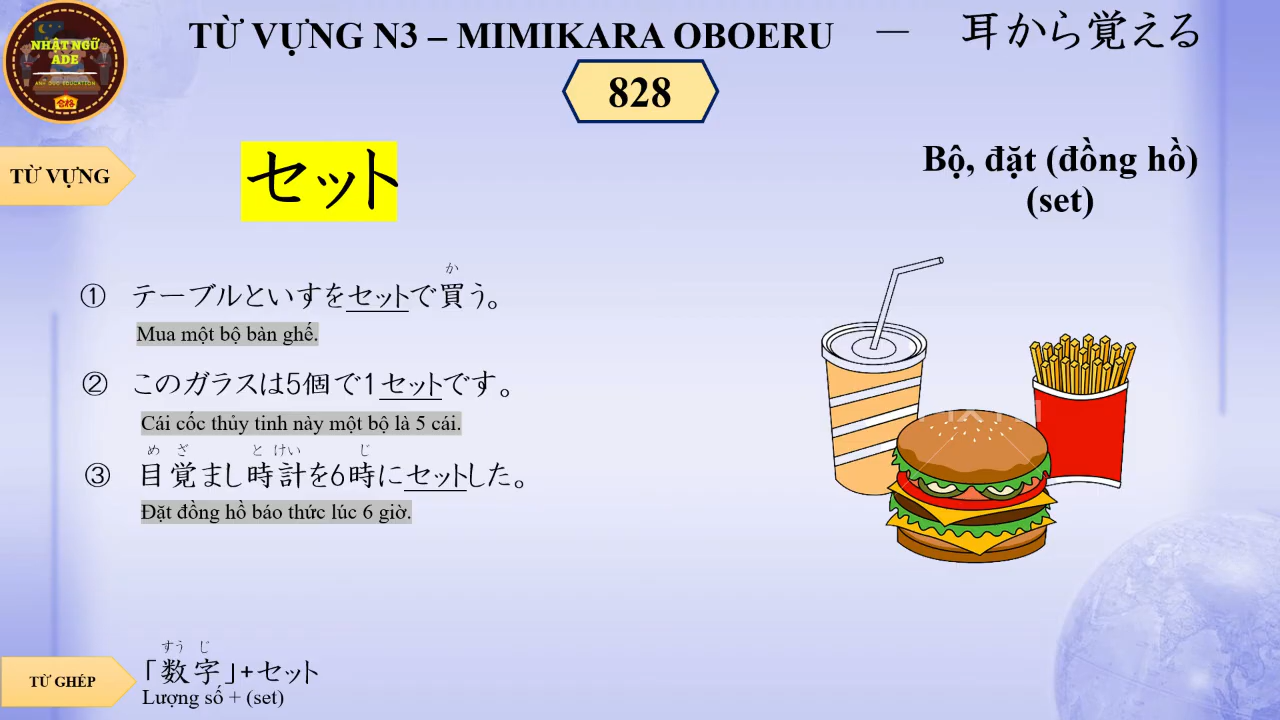 NHẬT NGỮ
ADE
ANH DUC EDUCATION
合格
TỪ VỰNG N3 – MIMIKARA OBOERU – 耳から覚える
828
TỪ VỰNG
セット
Bộ, đặt (đồng hồ)
(set)
か
① テーブルといすをセットで買う。
Mua một bộ bàn ghế.
② このガラスは5個で1セットです。
Cái cốc thủy tinh này một bộ là 5 cái.
め ざ と けい じ
③ 目覚まし時計を6時にセットした。
Đặt đồng hồ báo thức lúc 6 giờ.
すう じ
TỪ GHÉP
「数字」+セット
Lượng số + (set)